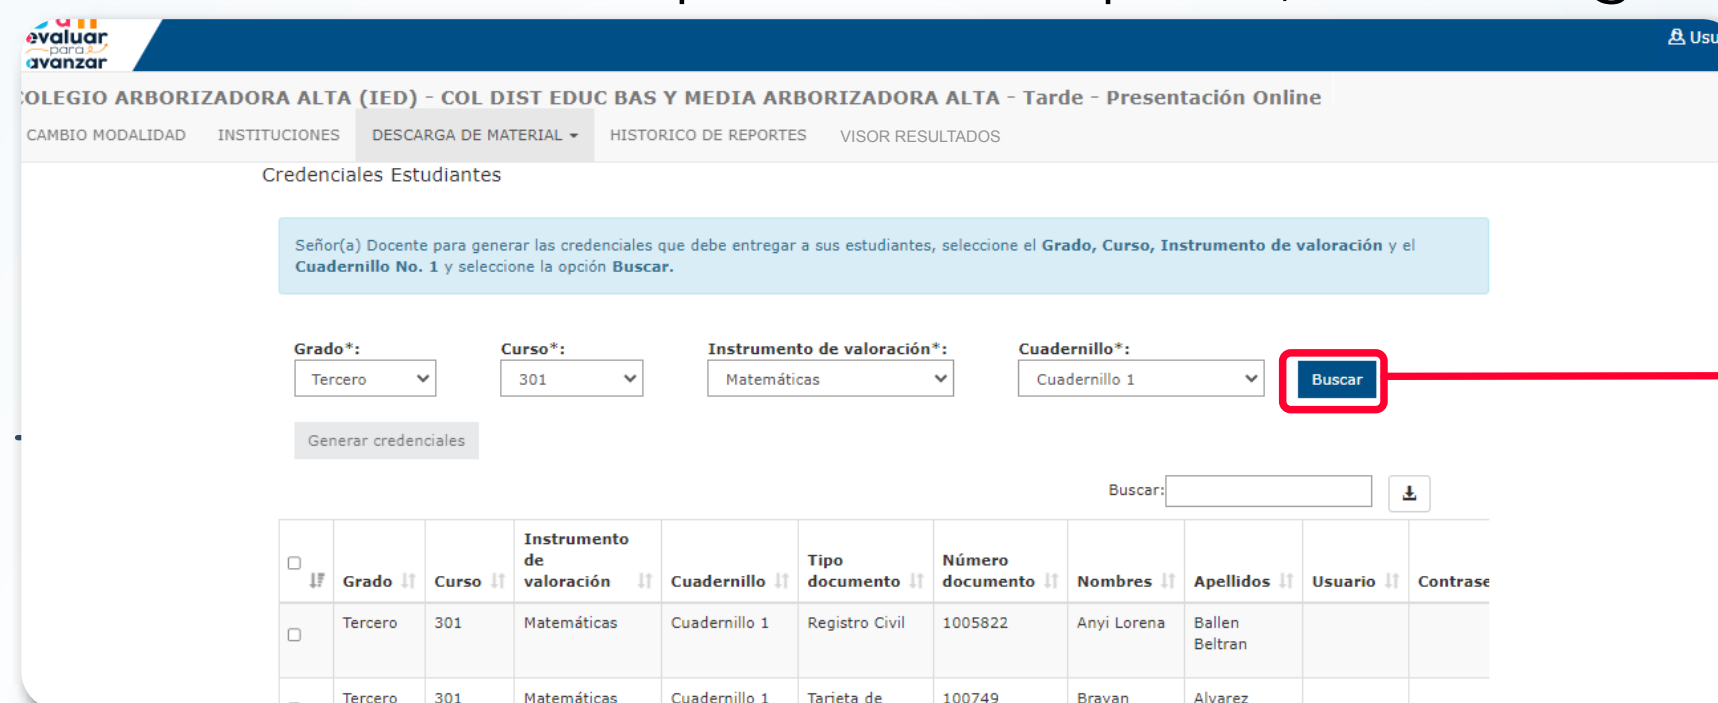 evaluar
para
avanzar
Usu
COLEGIO ARBORIZADORA ALTA (IED) - COL DIST EDUC BAS Y MEDIA ARBORIZADORA ALTA - Tarde - Presentación Online
CAMBIO MODALIDAD INSTITUCIONES DESCARGA DE MATERIAL HISTORICO DE REPORTES VISOR RESULTADOS
Credenciales Estudiantes
Señor(a) Docente para generar las credenciales que debe entregar a sus estudiantes, seleccione el Grado, Curso, Instrumento de valoración y el
Cuadernillo No. 1 y seleccione la opción Buscar.
Grado*: Curso*: Instrumento de valoración*: Cuadernillo*:
Tercero 301 Matemáticas Cuadernillo 1 Buscar
Generar credenciales
Buscar:
Grado Curso Instrumento de valoración Cuadernillo Tipo documento Número documento Nombres Apellidos Usuario Contrase
Tercero 301 Matemáticas Cuadernillo 1 Registro Civil 1005822 Anyi Lorena Ballen Beltran
Tercero 301 Matemáticas Cuadernillo 1 Tarjeta de 100749 Brayan Alvarez